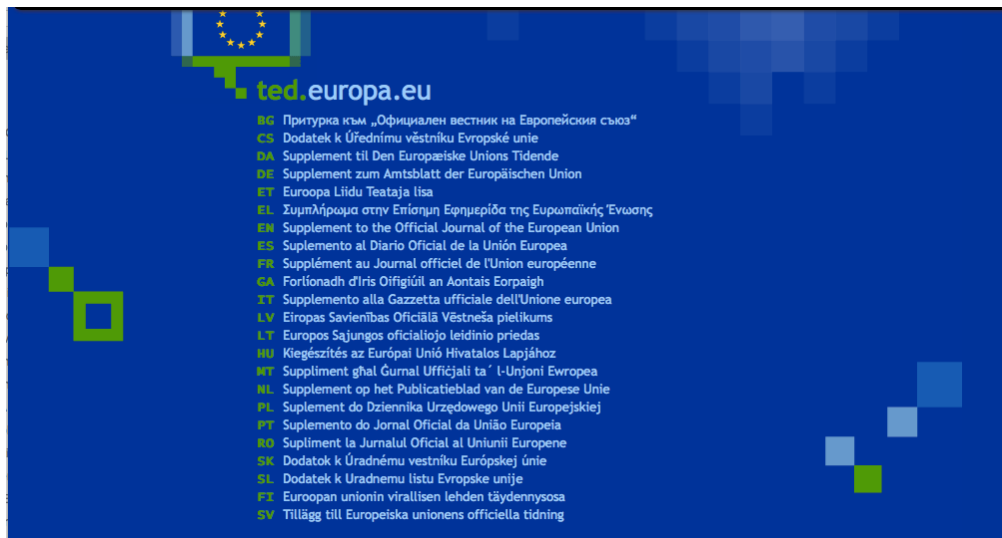 ted.europa.eu
BG Притурка към „Официален вестник на Европейския съюз“
CS Dodatek k Úřednímu věstníku Evropské unie
DA Supplement til Den Europæiske Unions Tidende
DE Supplement zum Amtsblatt der Europäischen Union
ET Euroopa Liidu Teataja lisa
EL Συμπλήρωμα στην Επίσημη Εφημερίδα της Ευρωπαϊκής Ένωσης
EN Supplement to the Official Journal of the European Union
ES Suplemento al Diario Oficial de la Unión Europea
FR Supplément au Journal officiel de l'Union européenne
GA Forlíonadh d'Iris Oifigiúil an Aontais Eorpaigh
IT Supplemento alla Gazzetta ufficiale dell'Unione europea
LV Eiropas Savienības Oficiālā Vēstneša pielikums
LT Europos Sąjungos oficialiojo leidinio priedas
HU Kiegészítés az Európai Unió Hivatalos Lapjához
MT Suppliment għal Ġurnal Uffiċjali ta´ l-Unjoni Ewropea
NL Supplement op het Publicatieblad van de Europese Unie
PL Suplement do Dziennika Urzędowego Unii Europejskiej
PT Suplemento do Jornal Oficial da União Europeia
RO Supliment la Jurnalul Oficial al Uniunii Europene
SK Dodatok k Úradnému vestníku Európskej únie
SL Dodatek k Uradnemu listu Evropske unije
FI Euroopan unionin virallisen lehden täydennysosa
SV Tillägg till Europeiska unionens officiella tidning